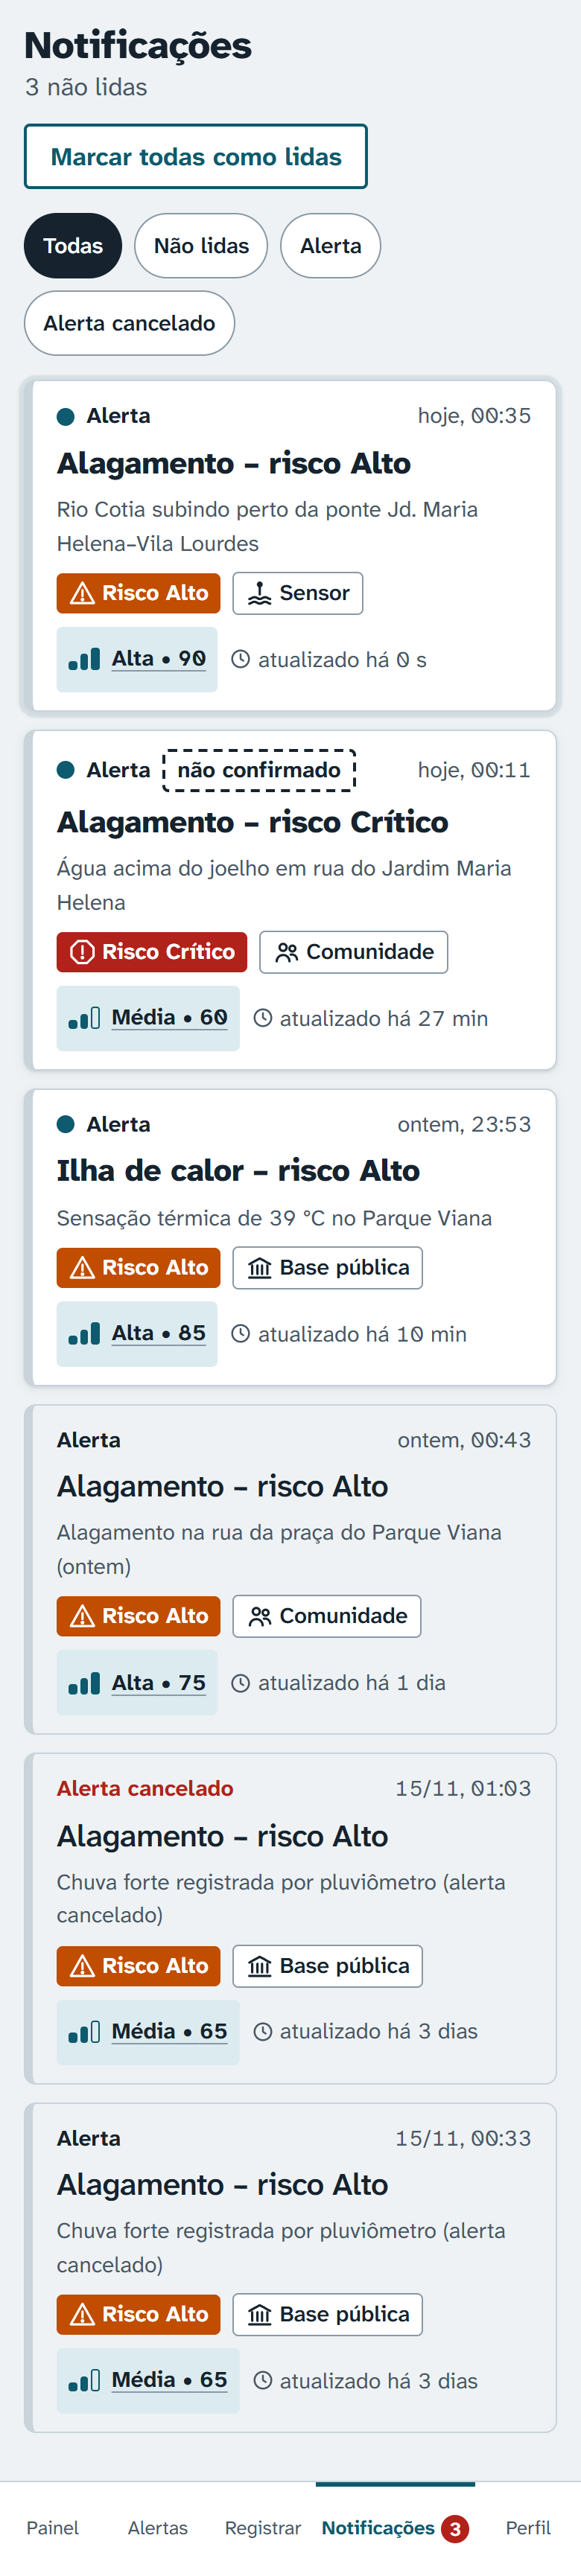 Notificações
3 não lidas
Marcar todas como lidas
Todas
Não lidas
Alerta
Alerta cancelado
Alerta
hoje, 00:35
Alagamento – risco Alto
Rio Cotia subindo perto da ponte Jd. Maria
Helena–Vila Lourdes
Risco Alto
Sensor
Alta • 90
atualizado há 0 s
Alerta
não confirmado
hoje, 00:11
Alagamento – risco Crítico
Água acima do joelho em rua do Jardim Maria
Helena
Risco Crítico
Comunidade
Média • 60
atualizado há 27 min
Alerta
ontem, 23:53
Ilha de calor – risco Alto
Sensação térmica de 39 °C no Parque Viana
Risco Alto
Base pública
Alta • 85
atualizado há 10 min
Alerta
ontem, 00:43
Alagamento – risco Alto
Alagamento na rua da praça do Parque Viana
(ontem)
Risco Alto
Comunidade
Alta • 75
atualizado há 1 dia
Alerta cancelado
15/11, 01:03
Alagamento – risco Alto
Chuva forte registrada por pluviômetro (alerta
cancelado)
Risco Alto
Base pública
Média • 65
atualizado há 3 dias
Alerta
15/11, 00:33
Alagamento – risco Alto
Chuva forte registrada por pluviômetro (alerta
cancelado)
Risco Alto
Base pública
Média • 65
atualizado há 3 dias
Painel
Alertas
Registrar
Notificações 3
Perfil